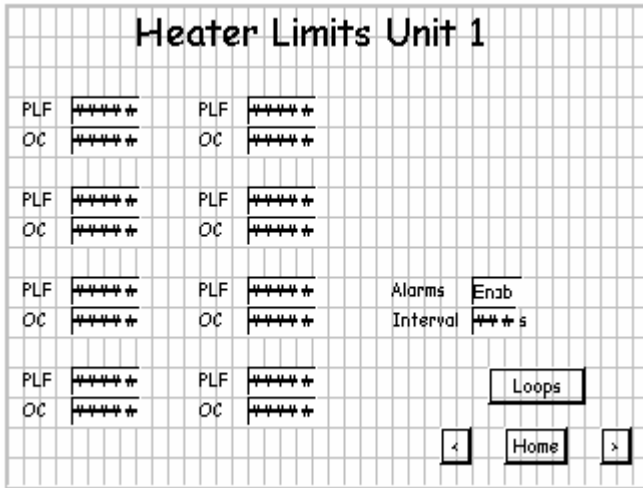 Heater Limits Unit 1
PLF ####.# PLF ####.#
OC ####.# OC ####.#
PLF ####.# PLF ####.#
OC ####.# OC ####.#
PLF ####.# PLF ####.# Alarms Enab
OC ####.# OC ####.# Interval ##.# s
PLF ####.# PLF ####.#
Loops
OC ####.# OC ####.#
< Home >